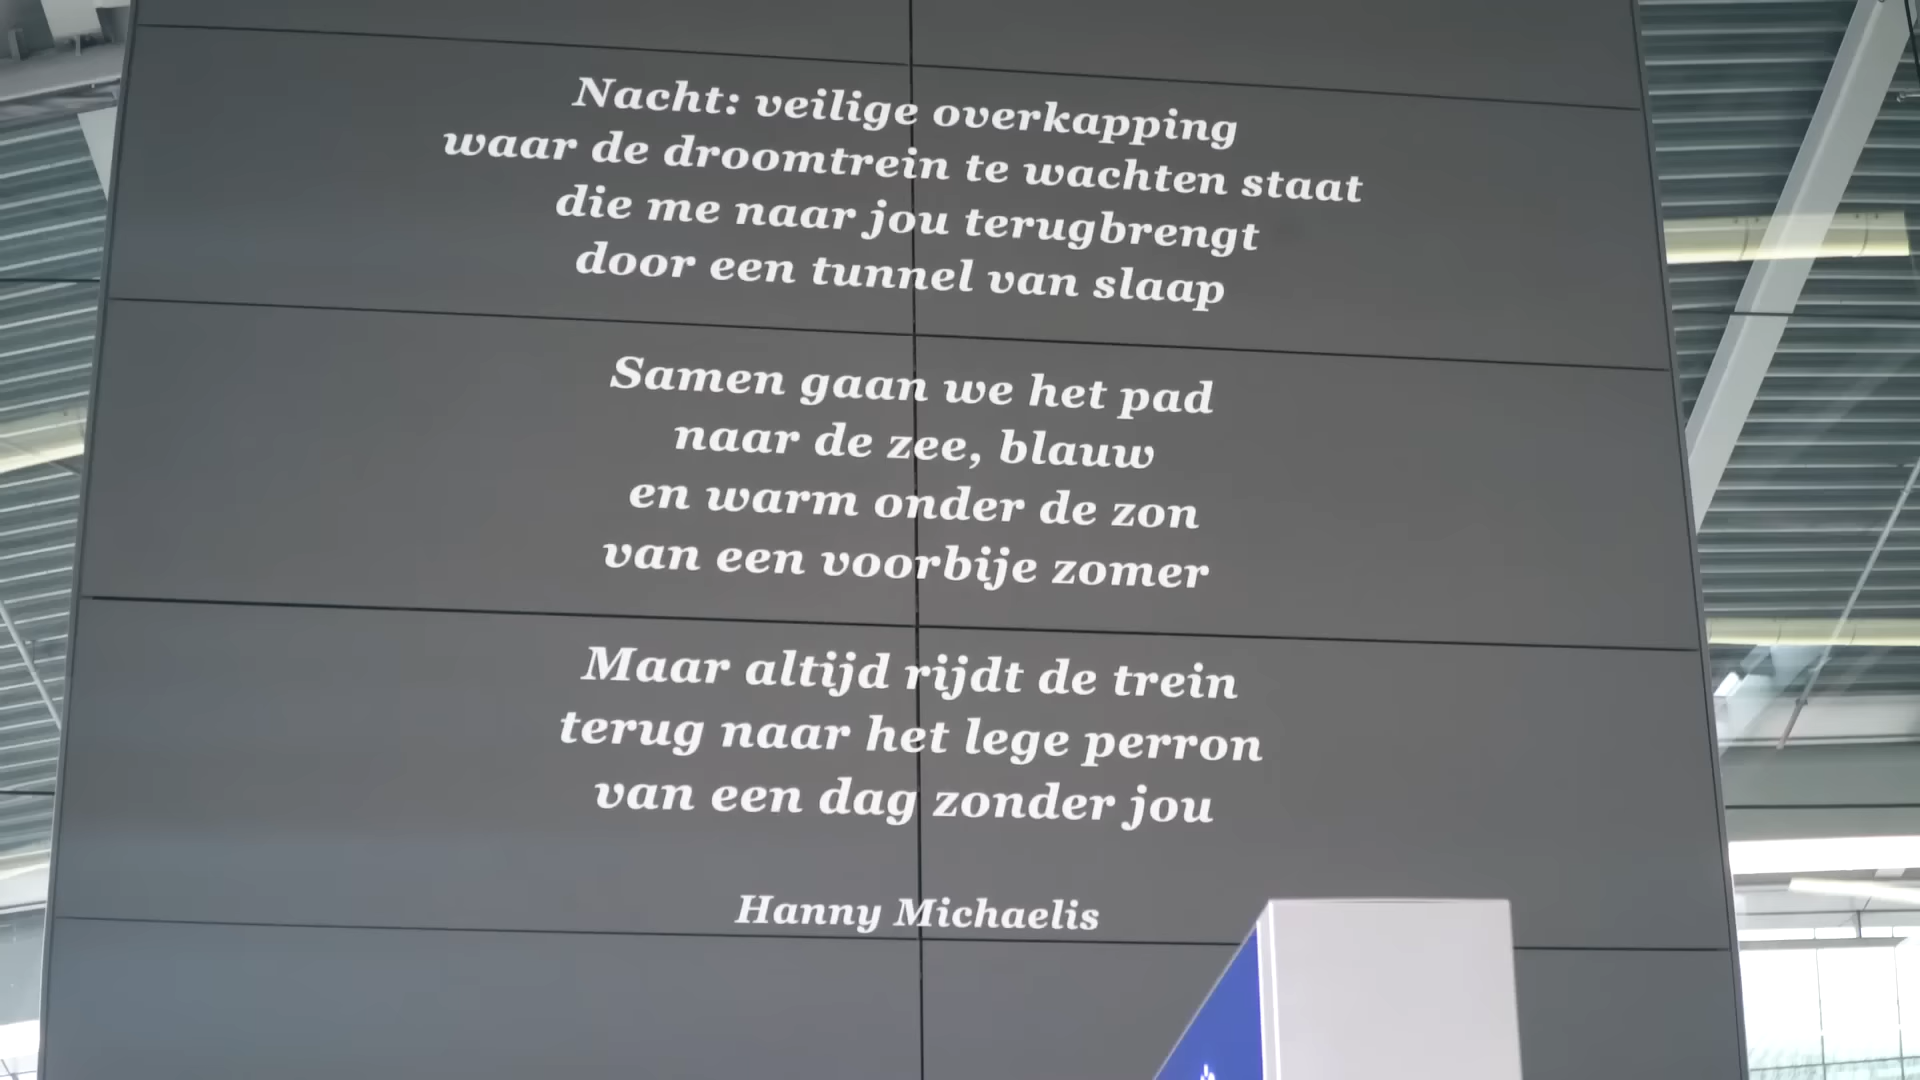 Nacht: veilige overkapping
waar de droomtrein te wachten staat
die me naar jou terugbrengt
door een tunnel van slaap
Samen gaan we het pad
naar de zee, blauw
en warm onder de zon
van een voorbije zomer
Maar altijd rijdt de trein
terug naar het lege perron
van een dag zonder jou
Hanny Michaelis